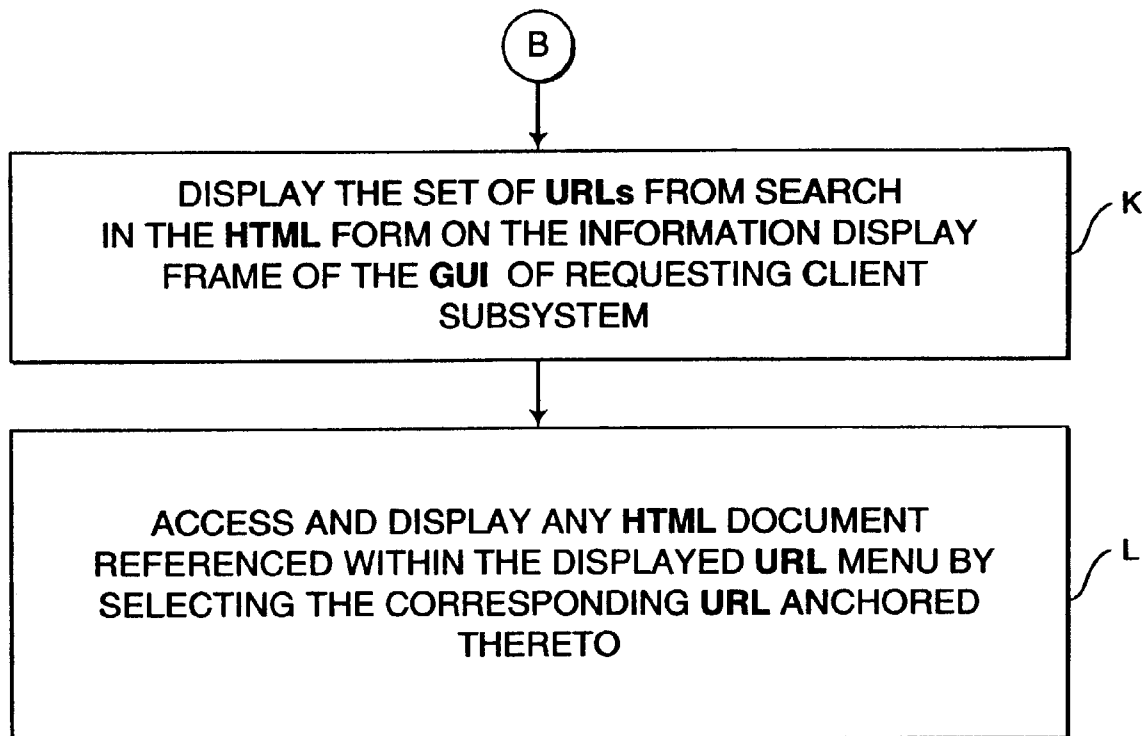 B
DISPLAY THE SET OF URLs FROM SEARCH
IN THE HTML FORM ON THE INFORMATION DISPLAY
FRAME OF THE GUI OF REQUESTING CLIENT
SUBSYSTEM
K
ACCESS AND DISPLAY ANY HTML DOCUMENT
REFERENCED WITHIN THE DISPLAYED URL MENU BY
SELECTING THE CORRESPONDING URL ANCHORED
THERETO
L